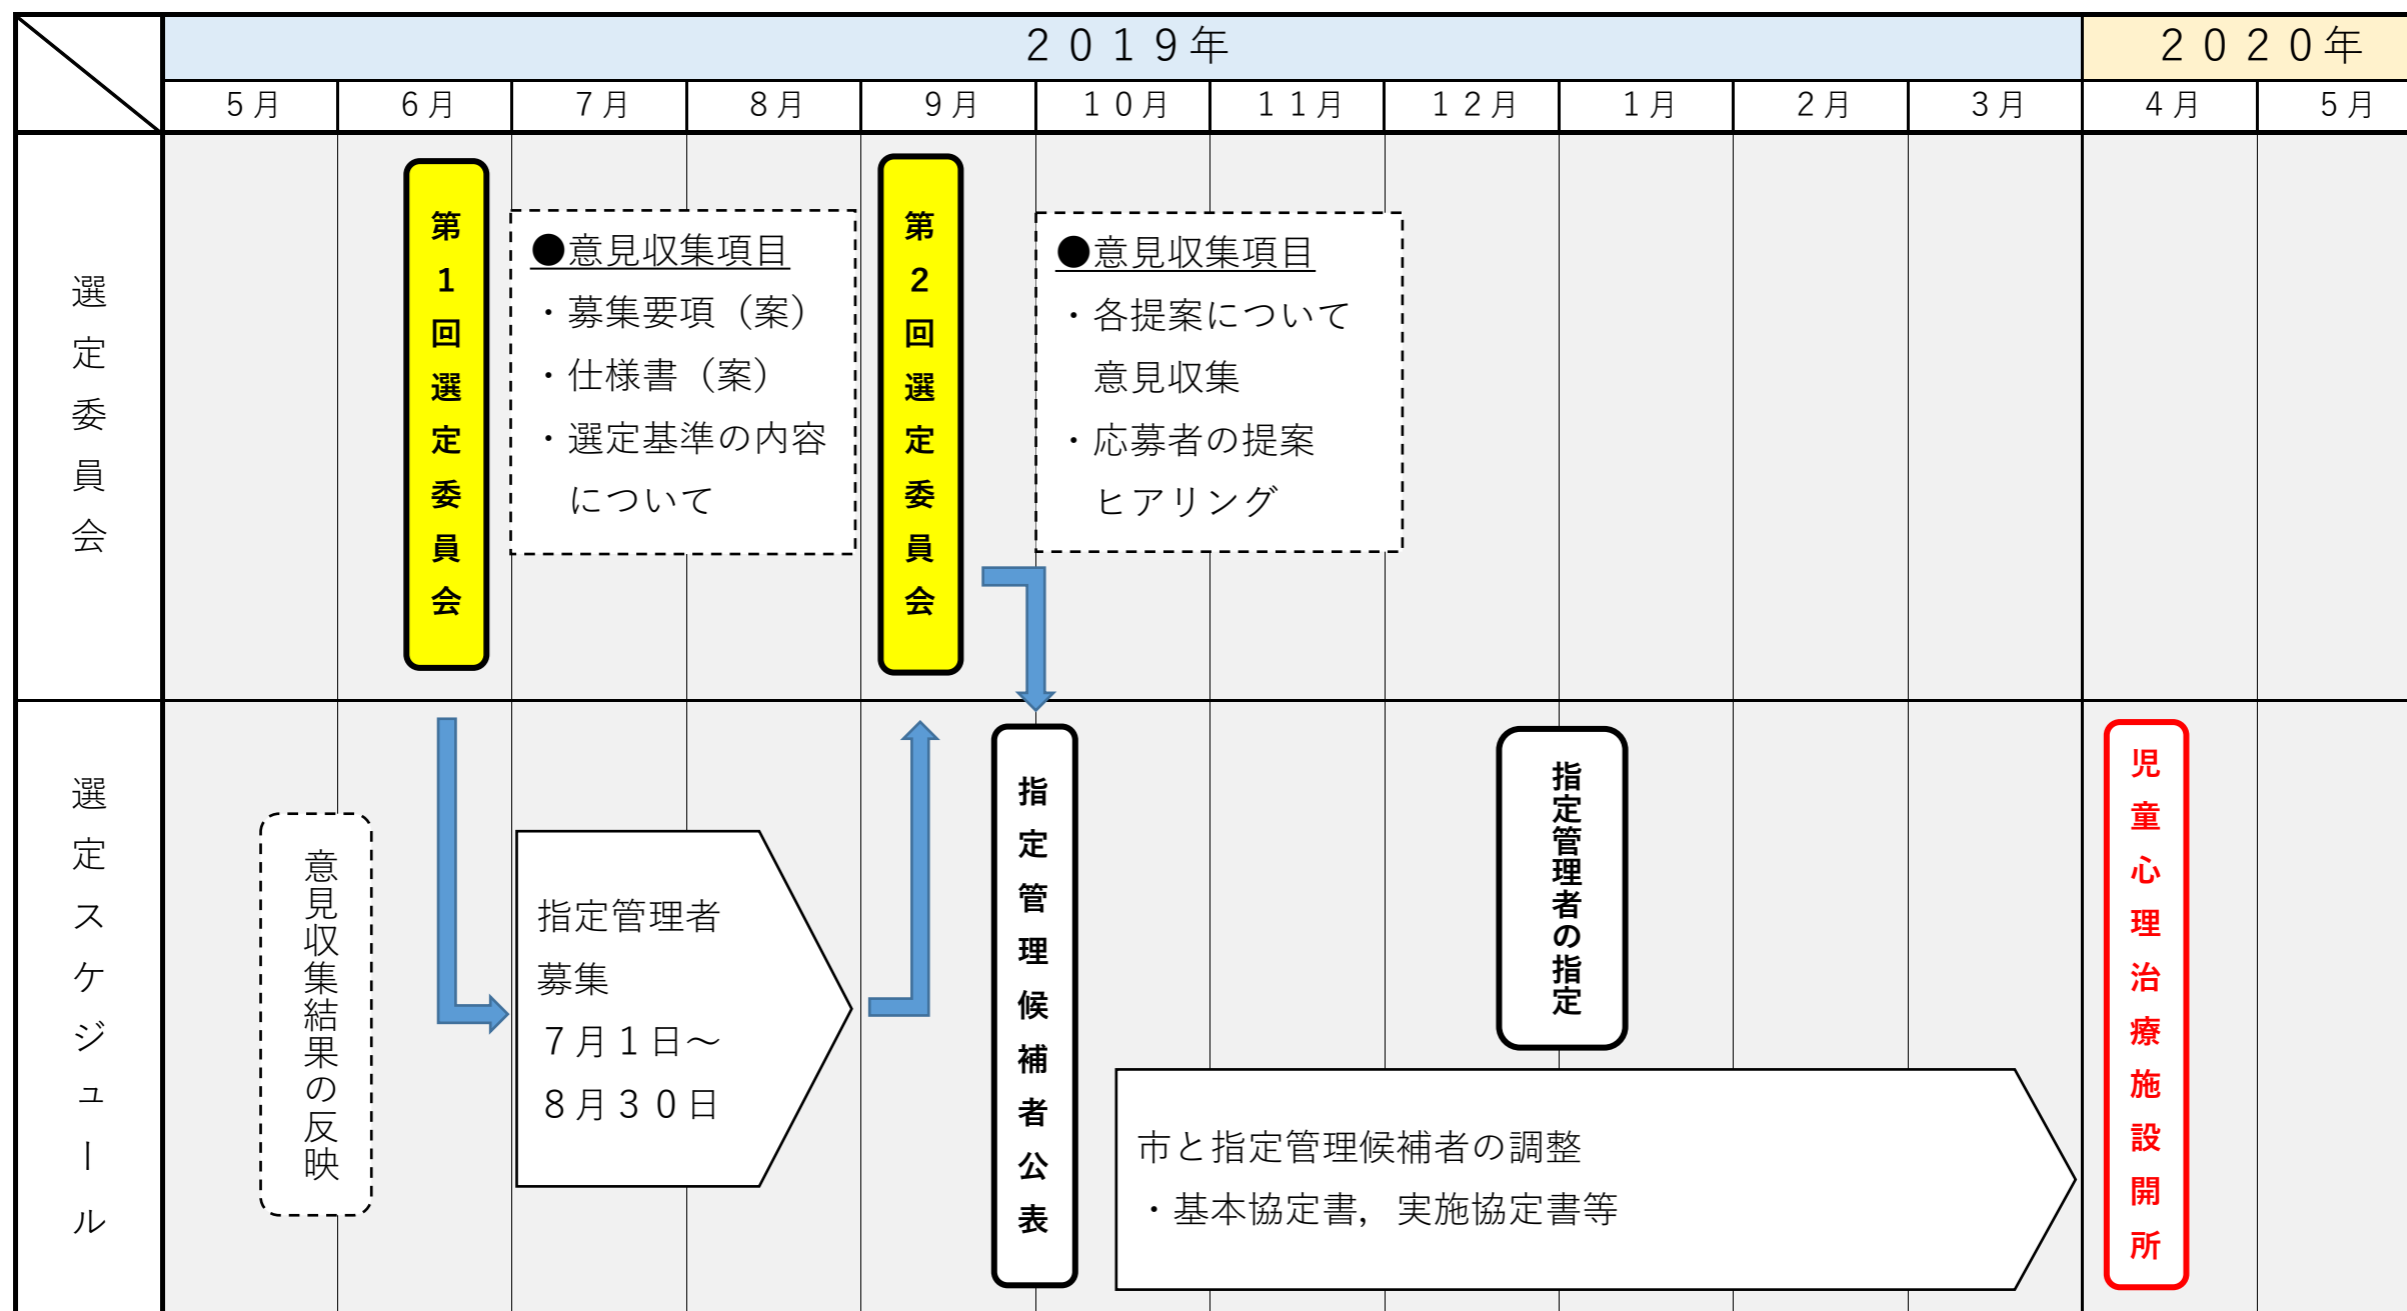 ２０１９年
２０２０年
５月
６月
７月
８月
９月
１０月
１１月
１２月
１月
２月
３月
４月
５月
選定委員会
第１回選定委員会
●意見収集項目
・募集要項（案）
・仕様書（案）
・選定基準の内容
について
第２回選定委員会
●意見収集項目
・各提案について
意見収集
・応募者の提案
ヒアリング
選定スケジュール
意見収集結果の反映
指定管理者
募集
７月１日～
８月３０日
指定管理候補者公表
指定管理者の指定
市と指定管理候補者の調整
・基本協定書，実施協定書等
児童心理治療施設開所